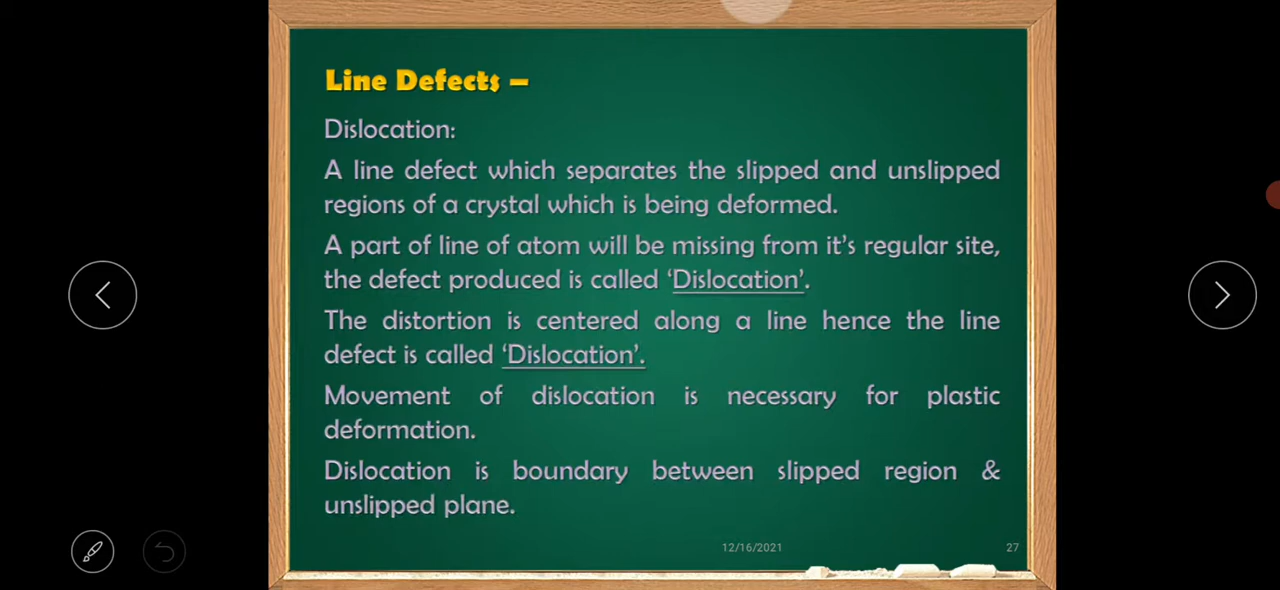 Line Defects –
Dislocation:
A line defect which separates the slipped and unslipped
regions of a crystal which is being deformed.
A part of line of atom will be missing from it's regular site,
the defect produced is called 'Dislocation'.
The distortion is centered along a line hence the line
defect is called 'Dislocation'.
Movement of dislocation is necessary for plastic
deformation.
Dislocation is boundary between slipped region &
unslipped plane.
12/16/2021 27